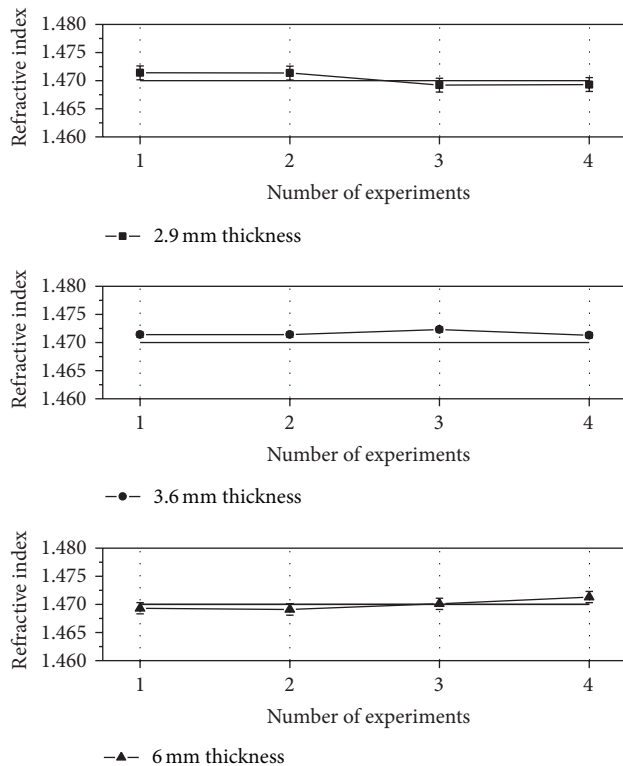 1.480
1.475
1.470
1.465
1.460
Refractive index
1 2 3 4
Number of experiments
2.9 mm thickness
1.480
1.475
1.470
1.465
1.460
Refractive index
1 2 3 4
Number of experiments
3.6 mm thickness
1.480
1.475
1.470
1.465
1.460
Refractive index
1 2 3 4
Number of experiments
6 mm thickness